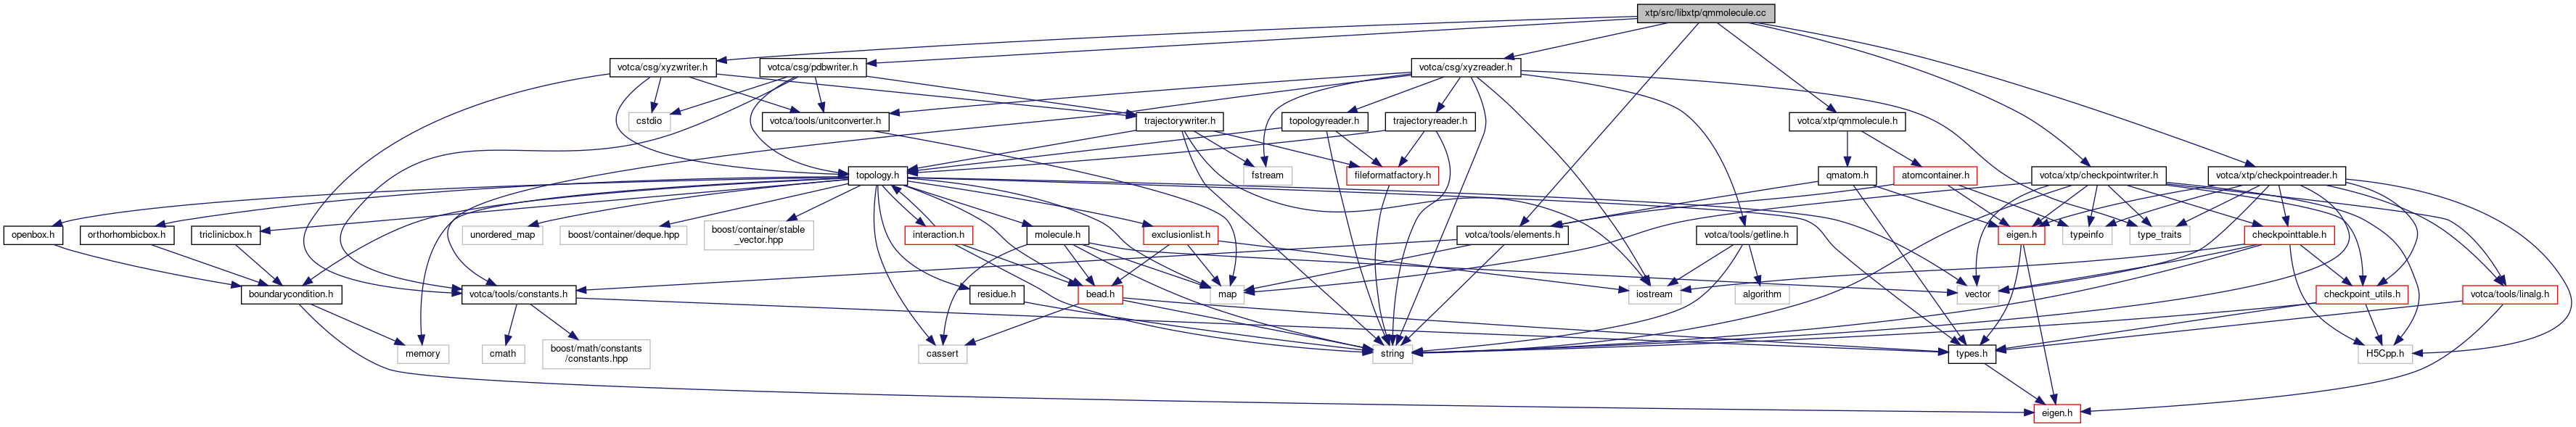 xtp/src/libxtp/qmmolecule.cc
votca/csg/xyzwriter.h
votca/csg/pdbwriter.h
votca/csg/xyzreader.h
cstdio
votca/tools/unitconverter.h
trajectorywriter.h
topologyreader.h
trajectoryreader.h
votca/xtp/qmmolecule.h
topology.h
fstream
fileformatfactory.h
qmatom.h
atomcontainer.h
votca/xtp/checkpointwriter.h
votca/xtp/checkpointreader.h
openbox.h
orthorhombicbox.h
triclinicbox.h
unordered_map
boost/container/deque.hpp
boost/container/stable
_vector.hpp
interaction.h
molecule.h
exclusionlist.h
votca/tools/elements.h
votca/tools/getline.h
eigen.h
typeinfo
type_traits
checkpointtable.h
boundarycondition.h
votca/tools/constants.h
residue.h
bead.h
map
iostream
algorithm
vector
checkpoint_utils.h
votca/tools/linalg.h
memory
cmath
boost/math/constants
/constants.hpp
cassert
string
types.h
H5Cpp.h
eigen.h